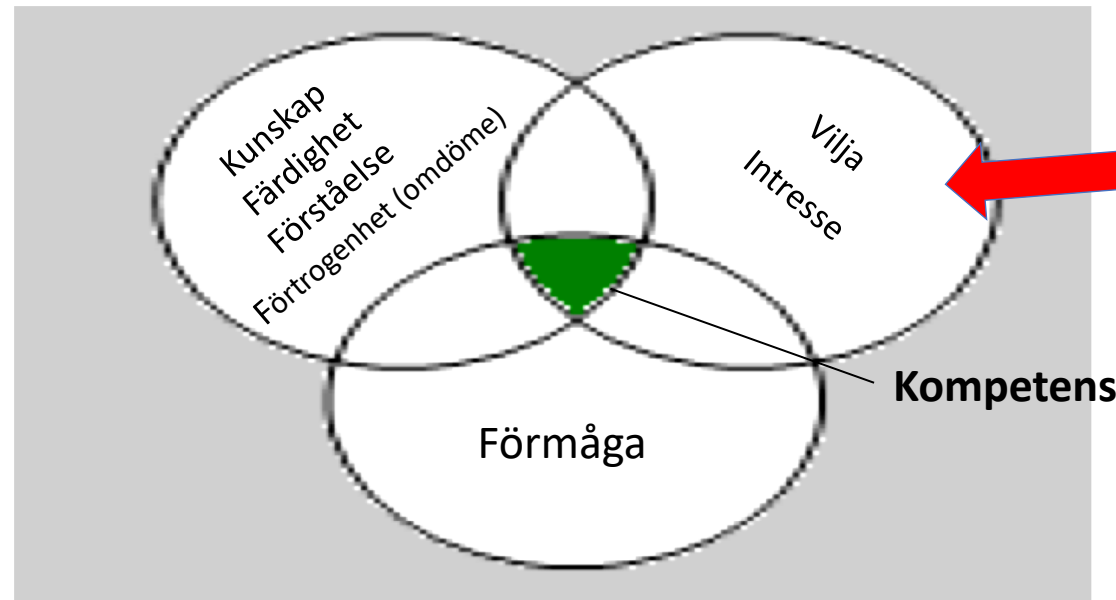 Kunskap
Färdighet
Förståelse
Förtrogenhet (omdöme)
Vilja
Intresse
Kompetens
Förmåga